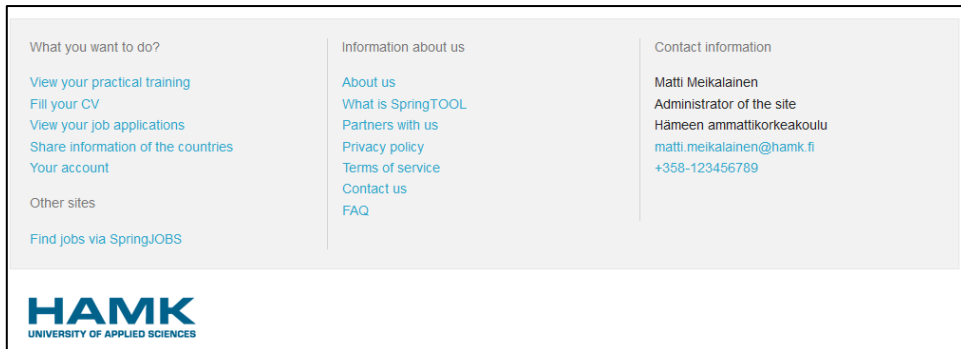 What you want to do?
View your practical training
Fill your CV
View your job applications
Share information of the countries
Your account
Other sites
Find jobs via SpringJOBS
Information about us
About us
What is SpringTOOL
Partners with us
Privacy policy
Terms of service
Contact us
FAQ
Contact information
Matti Meikalainen
Administrator of the site
Hämeen ammattikorkeakoulu
matti.meikalainen@hamk.fi
+358-123456789
HAMK
UNIVERSITY OF APPLIED SCIENCES